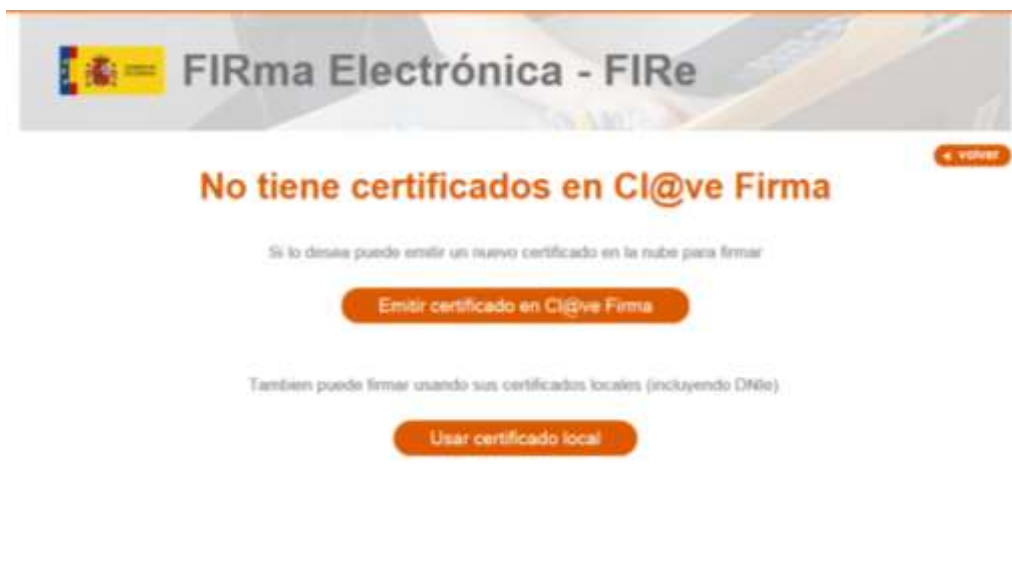 FIRma Electrónica - FIRe
volver
No tiene certificados en Cl@ve Firma
Si lo desea puede emitir un nuevo certificado en la nube para firmar
Emitir certificado en Cl@ve Firma
Tambien puede firmar usando sus certificados locales (incluyendo DNIe)
Usar certificado local